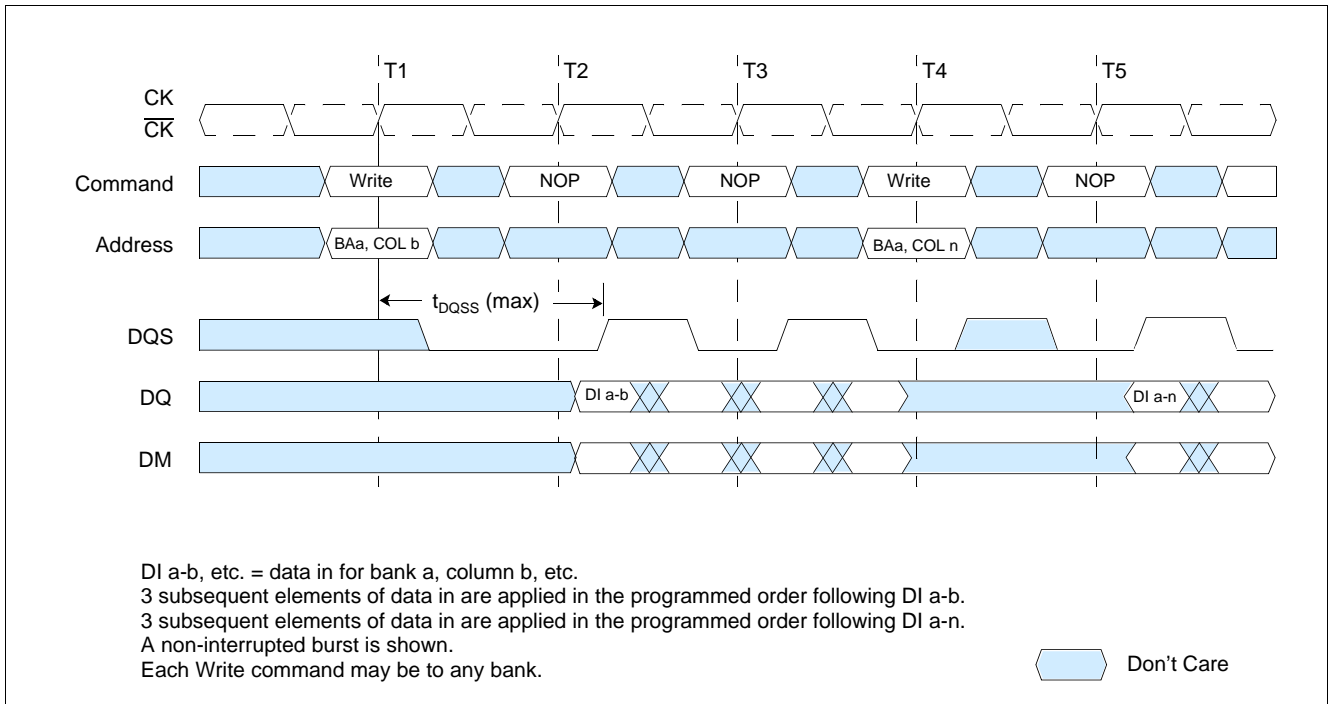 T1 T2 T3 T4 T5
CK
CK
Command Write NOP NOP Write NOP
Address BAa, COL b BAa, COL n
tDQSS (max)
DQS
DQ DI a-b DI a-n
DM
DI a-b, etc. = data in for bank a, column b, etc.
3 subsequent elements of data in are applied in the programmed order following DI a-b.
3 subsequent elements of data in are applied in the programmed order following DI a-n.
A non-interrupted burst is shown.
Each Write command may be to any bank.
Don't Care